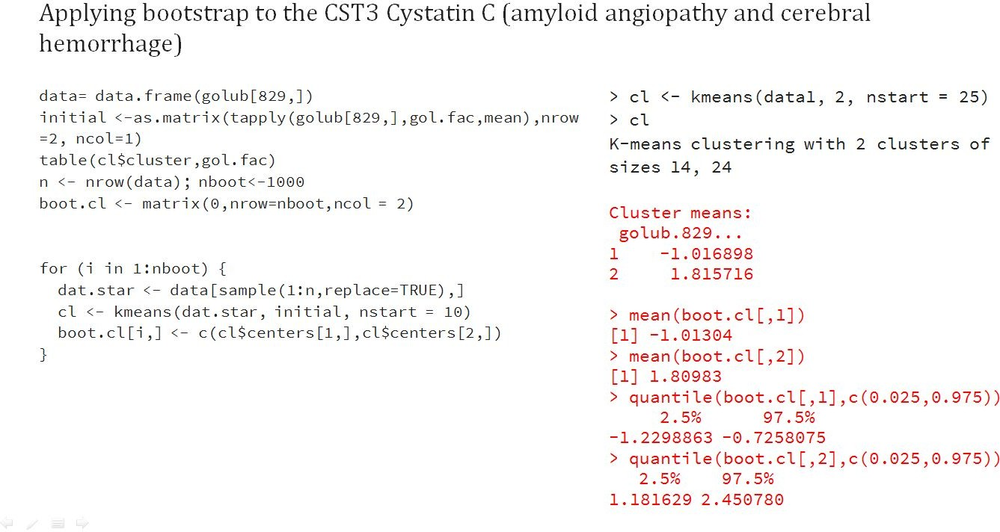 Applying bootstrap to the CST3 Cystatin C (amyloid angiopathy and cerebral
hemorrhage)
data= data.frame(golub[829,])
initial <-as.matrix(tapply(golub[829,],gol.fac,mean),nrow
=2, ncol=1)
table(cl$cluster,gol.fac)
n <- nrow(data); nboot<-1000
boot.cl <- matrix(0,nrow=nboot,ncol = 2)
for (i in 1:nboot) {
  dat.star <- data[sample(1:n,replace=TRUE),]
  cl <- kmeans(dat.star, initial, nstart = 10)
  boot.cl[i,] <- c(cl$centers[1,],cl$centers[2,])
}
> cl <- kmeans(data1, 2, nstart = 25)
> cl
K-means clustering with 2 clusters of
sizes 14, 24
Cluster means:
 golub.829...
1    -1.016898
2     1.815716
> mean(boot.cl[,1])
[1] -1.01304
> mean(boot.cl[,2])
[1] 1.80983
> quantile(boot.cl[,1],c(0.025,0.975))
     2.5%      97.5%
-1.2298863 -0.7258075
> quantile(boot.cl[,2],c(0.025,0.975))
   2.5%    97.5%
1.181629 2.450780